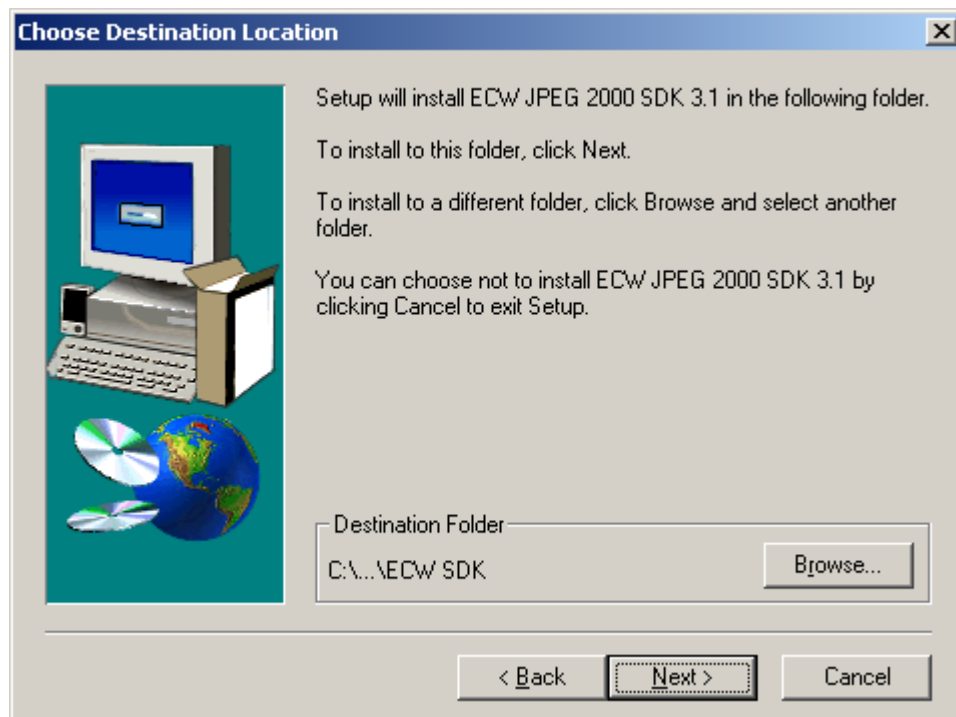 Choose Destination Location
Setup will install ECW JPEG 2000 SDK 3.1 in the following folder.
To install to this folder, click Next.
To install to a different folder, click Browse and select another
folder.
You can choose not to install ECW JPEG 2000 SDK 3.1 by
clicking Cancel to exit Setup.
Destination Folder
C:\...\ECW SDK
Browse...
< Back
Next >
Cancel